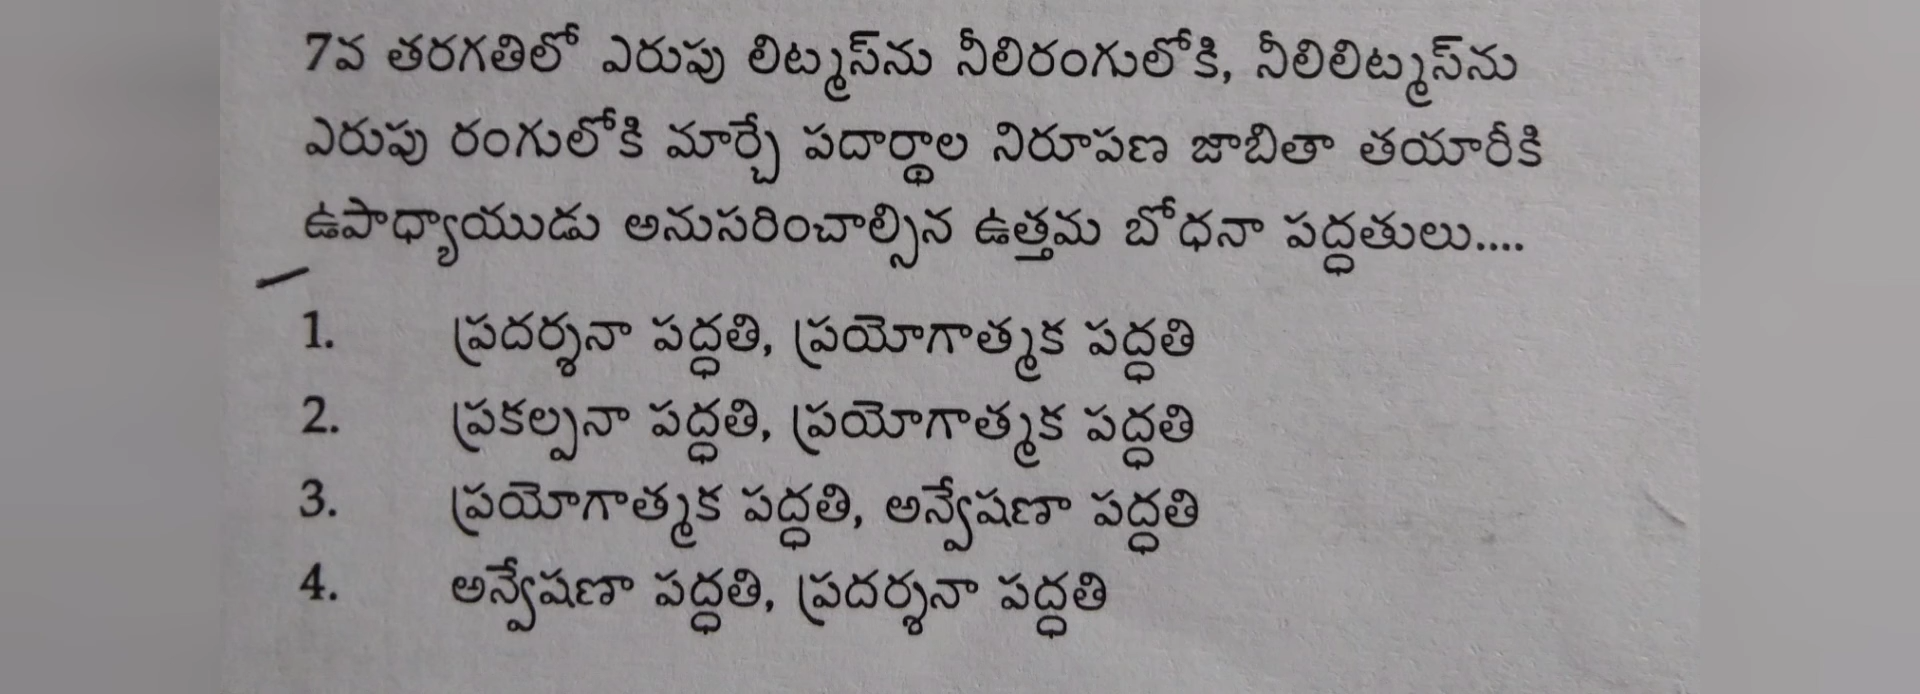 7వ తరగతిలో ఎరుపు లిట్మస్‌ను నీలిరంగులోకి, నీలిలిట్మస్‌ను
ఎరుపు రంగులోకి మార్చే పదార్థాల నిరూపణ జాబితా తయారీకి
ఉపాధ్యాయుడు అనుసరించాల్సిన ఉత్తమ బోధనా పద్ధతులు....
1. ప్రదర్శనా పద్ధతి, ప్రయోగాత్మక పద్ధతి
2. ప్రకల్పనా పద్ధతి, ప్రయోగాత్మక పద్ధతి
3. ప్రయోగాత్మక పద్ధతి, అన్వేషణా పద్ధతి
4. అన్వేషణా పద్ధతి, ప్రదర్శనా పద్ధతి